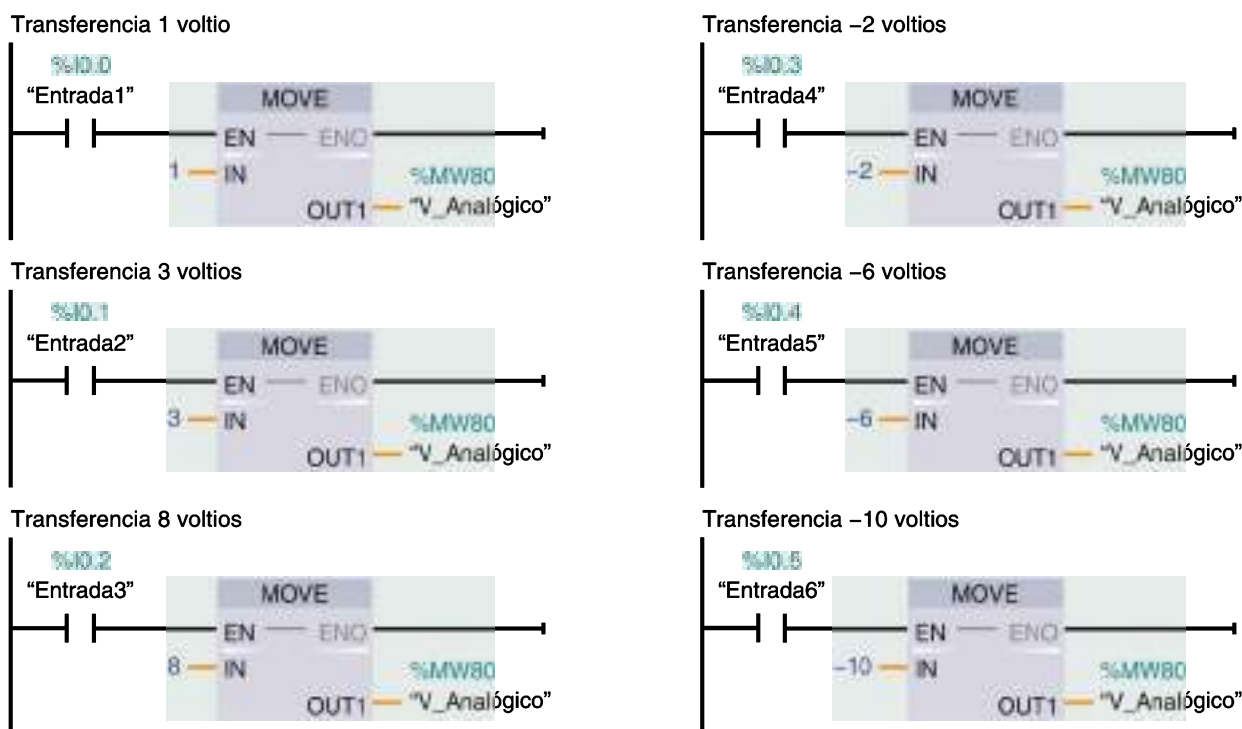 Transferencia 1 voltio
%I0.0
“Entrada1”
MOVE
EN ENO
1 IN
%MW80
OUT1 “V_Analógico”
Transferencia 3 voltios
%I0.1
“Entrada2”
MOVE
EN ENO
3 IN
%MW80
OUT1 “V_Analógico”
Transferencia 8 voltios
%I0.2
“Entrada3”
MOVE
EN ENO
8 IN
%MW80
OUT1 “V_Analógico”
Transferencia –2 voltios
%I0.3
“Entrada4”
MOVE
EN ENO
–2 IN
%MW80
OUT1 “V_Analógico”
Transferencia –6 voltios
%I0.4
“Entrada5”
MOVE
EN ENO
–6 IN
%MW80
OUT1 “V_Analógico”
Transferencia –10 voltios
%I0.5
“Entrada6”
MOVE
EN ENO
–10 IN
%MW80
OUT1 “V_Analógico”